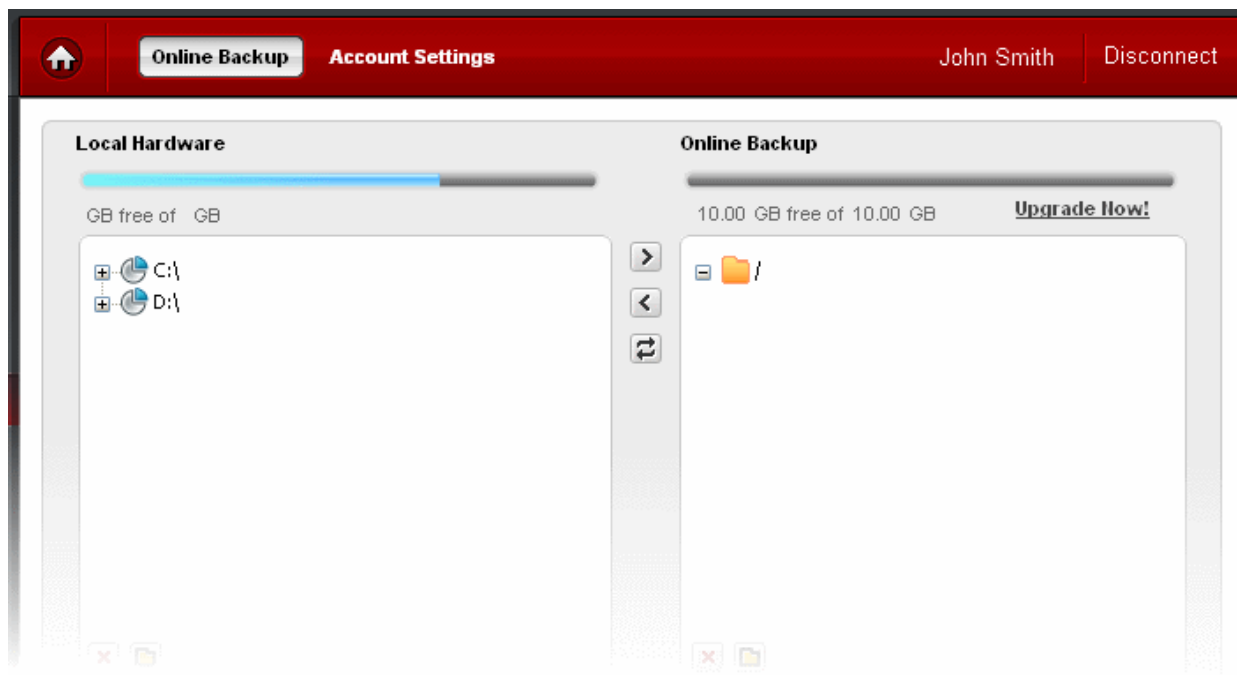 Online Backup Account Settings John Smith Disconnect
Local Hardware
GB free of GB
C:\
D:\
Online Backup
10.00 GB free of 10.00 GB Upgrade Now!
/